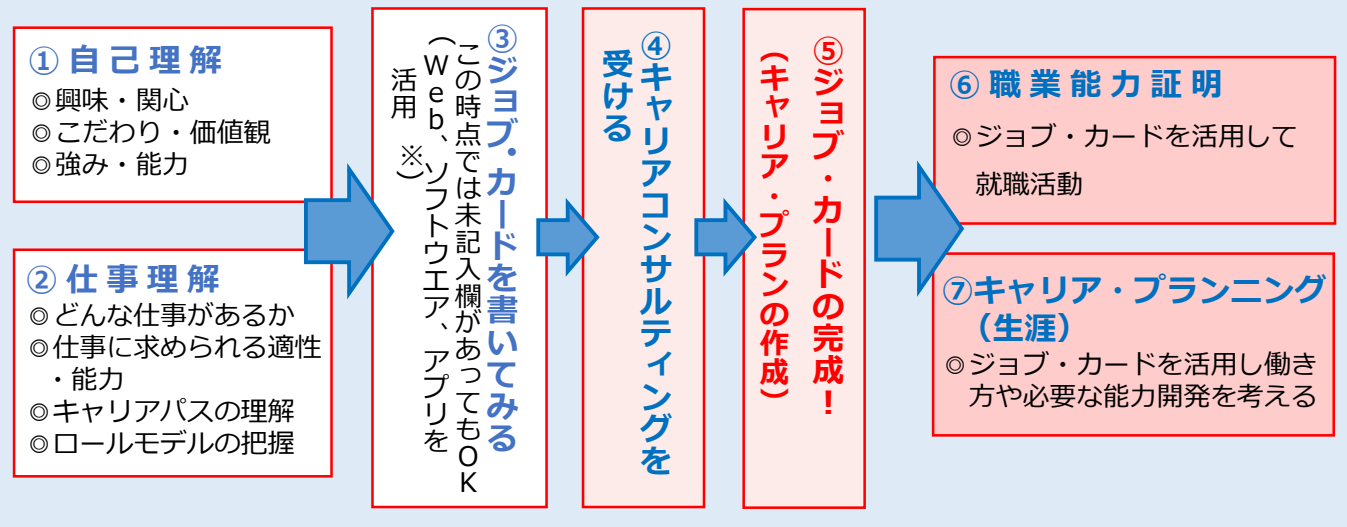 ①自己理解
◎興味・関心
◎こだわり・価値観
◎強み・能力
②仕事理解
◎どんな仕事があるか
◎仕事に求められる適性
・能力
◎キャリアパスの理解
◎ロールモデルの把握
③ジョブ・カードを書いてみる
この時点では未記入欄があってもOK
（Web、ソフトウエア、アプリを
活用　※）
④キャリアコンサルティングを
受ける
⑤ジョブ・カードの完成！
（キャリア・プランの作成）
⑥職業能力証明
◎ジョブ・カードを活用して
就職活動
⑦キャリア・プランニング
（生涯）
◎ジョブ・カードを活用し働き
方や必要な能力開発を考える